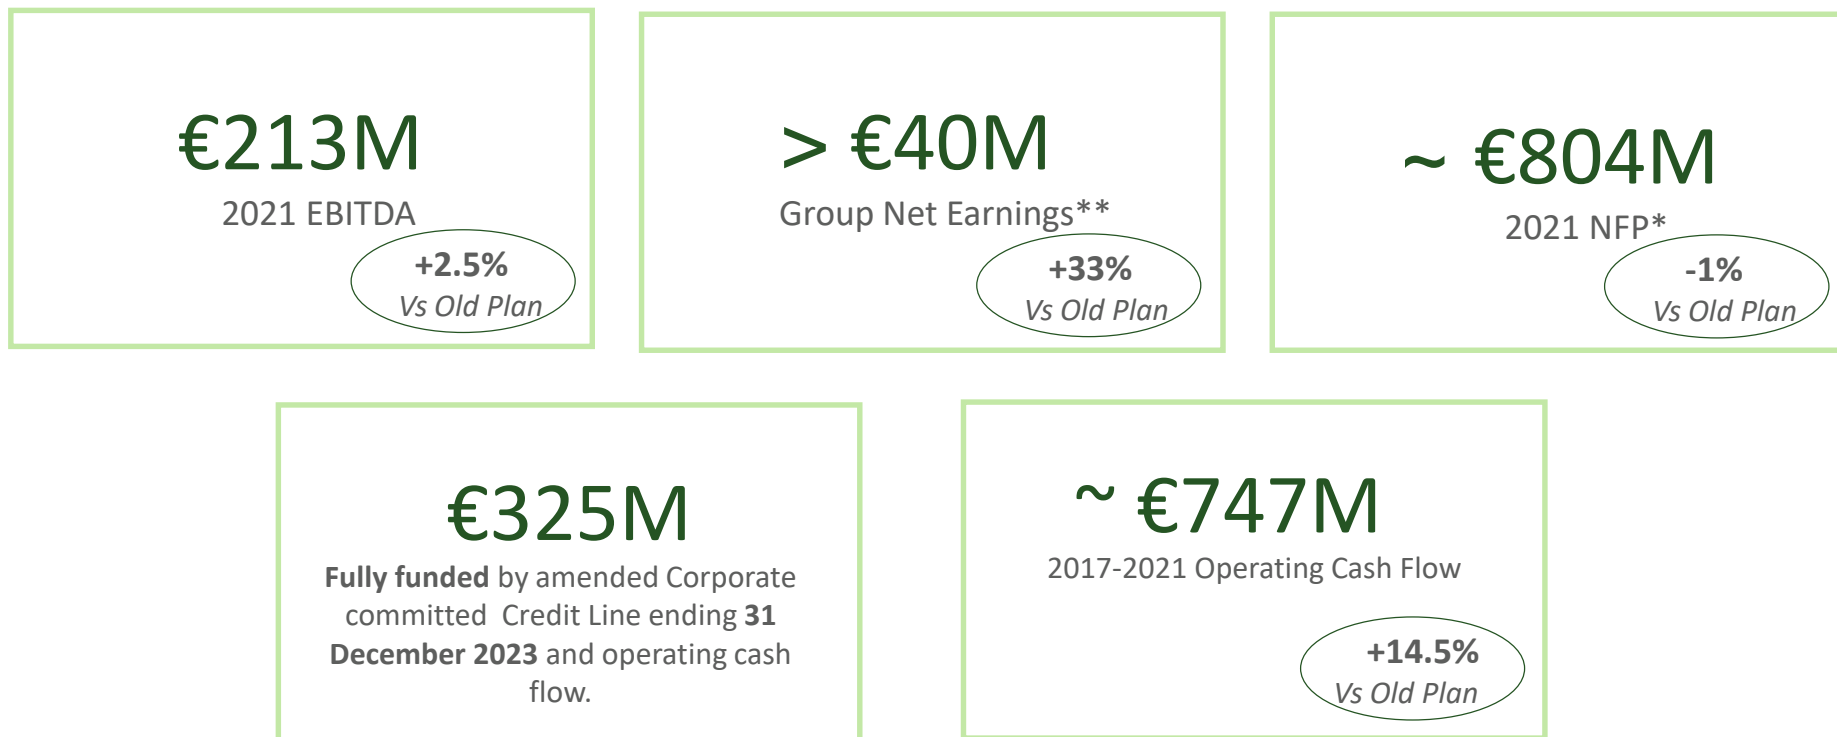 €213M
2021 EBITDA
+2.5%
Vs Old Plan
> €40M
Group Net Earnings**
+33%
Vs Old Plan
~ €804M
2021 NFP*
-1%
Vs Old Plan
€325M
Fully funded by amended Corporate
committed Credit Line ending 31
December 2023 and operating cash
flow.
~ €747M
2017-2021 Operating Cash Flow
+14.5%
Vs Old Plan